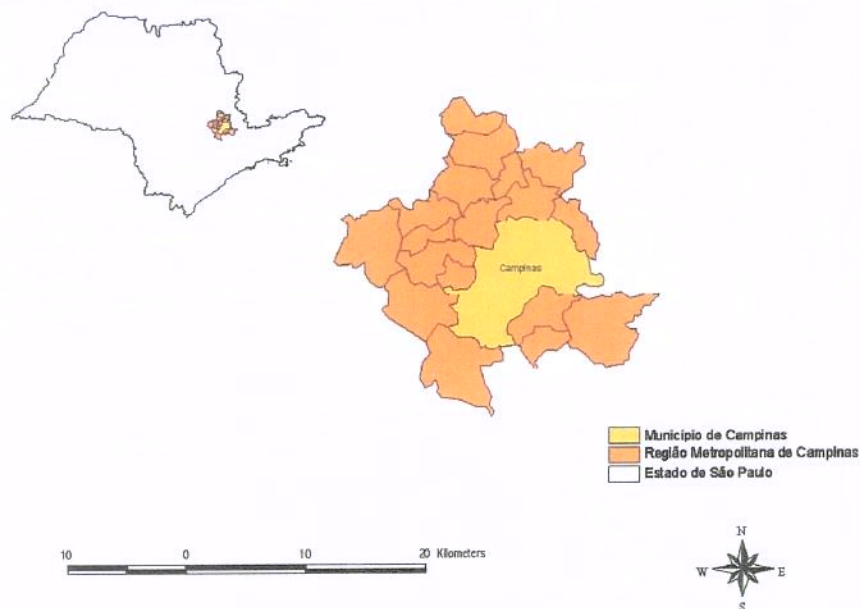 Campinas
Município de Campinas
Região Metropolitana de Campinas
Estado de São Paulo
10 0 10 20 Kilometers
N
W E
S